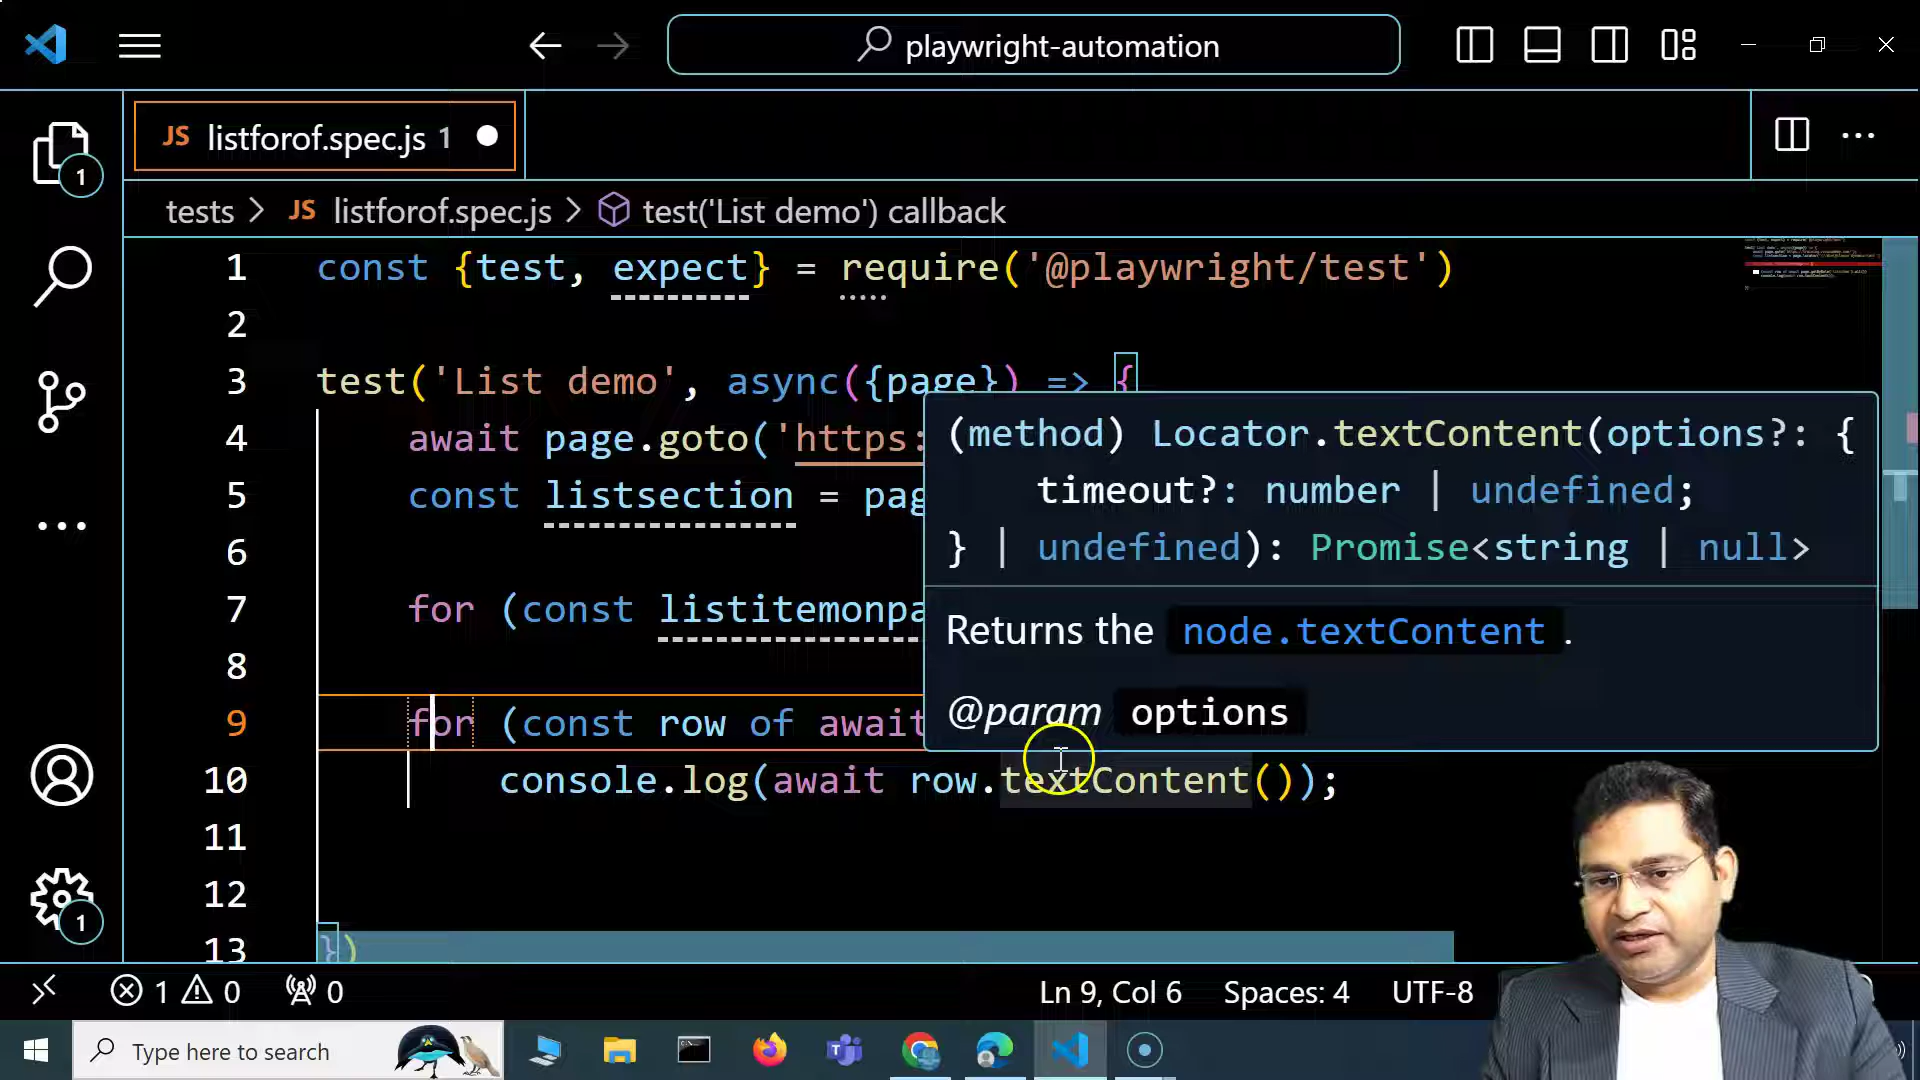 playwright-automation
JS listforof.spec.js 1
1
tests > JS listforof.spec.js > test('List demo') callback
1 const {test, expect} = require('@playwright/test')
2
3 test('List demo', async({page}) => {
4 await page.goto('https:
5 const listsection = pag
6
7 for (const listitemonpa
8
9 for (const row of await
10 console.log(await row.textContent());
11
12
13 })
(method) Locator.textContent(options?: {
timeout?: number | undefined;
} | undefined): Promise<string | null>
Returns the node.textContent.
@param options
1
1 0 0
Ln 9, Col 6 Spaces: 4 UTF-8
Type here to search